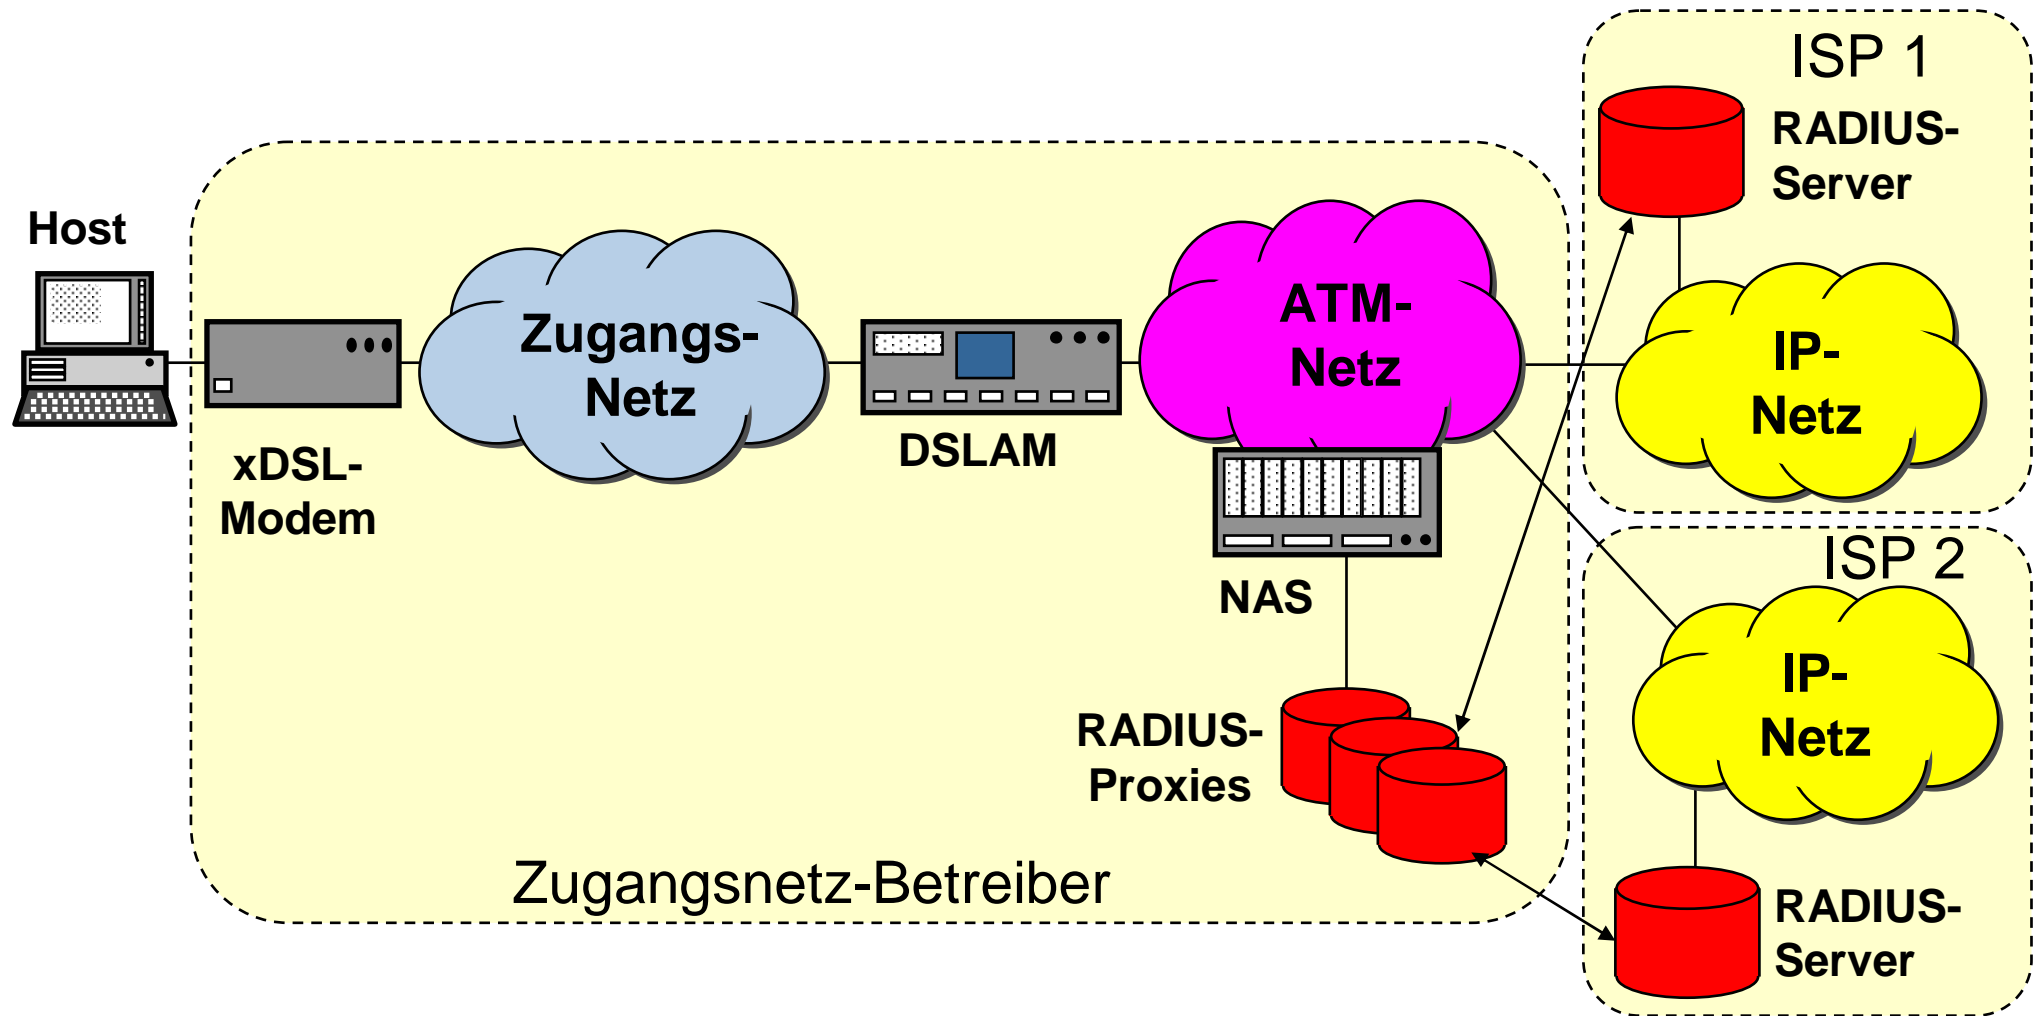 ISP 1
RADIUS-
Server
Host
Zugangs-
Netz
ATM-
Netz
IP-
Netz
xDSL-
Modem
DSLAM
NAS
ISP 2
IP-
Netz
RADIUS-
Proxies
Zugangsnetz-Betreiber
RADIUS-
Server